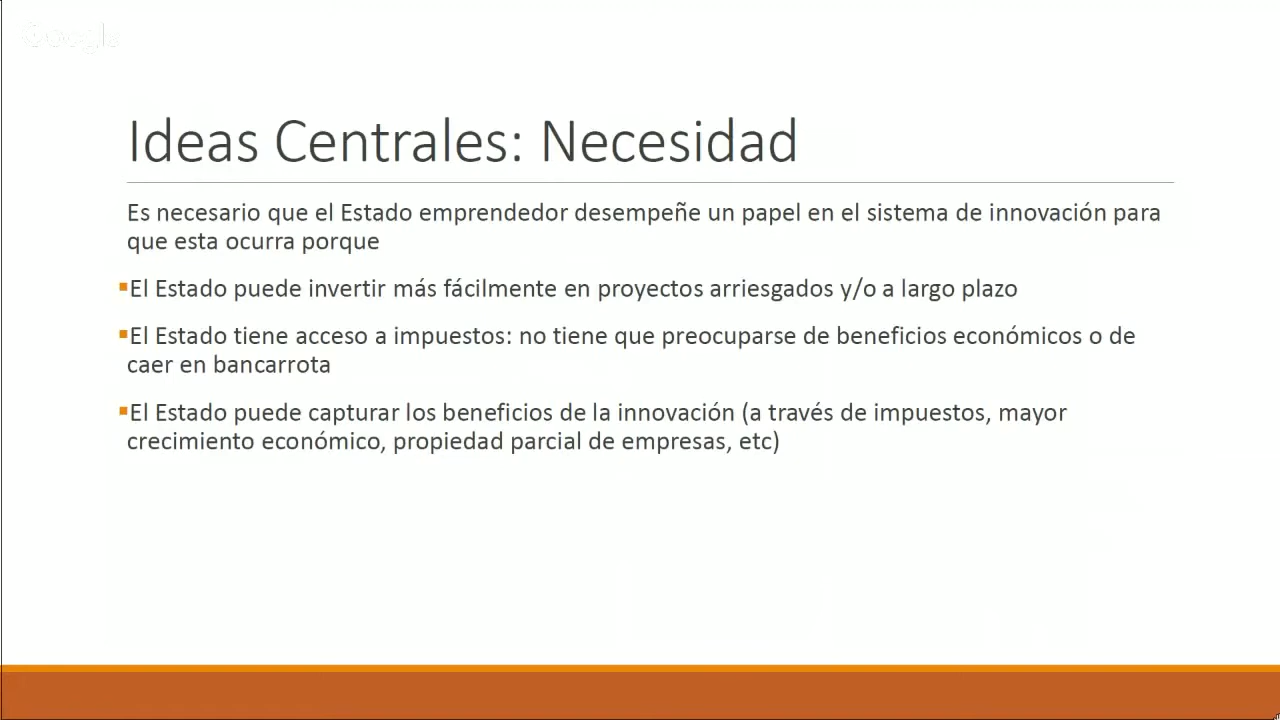 Google
Ideas Centrales: Necesidad
Es necesario que el Estado emprendedor desempeñe un papel en el sistema de innovación para
que esta ocurra porque
▪El Estado puede invertir más fácilmente en proyectos arriesgados y/o a largo plazo
▪El Estado tiene acceso a impuestos: no tiene que preocuparse de beneficios económicos o de
caer en bancarrota
▪El Estado puede capturar los beneficios de la innovación (a través de impuestos, mayor
crecimiento económico, propiedad parcial de empresas, etc)